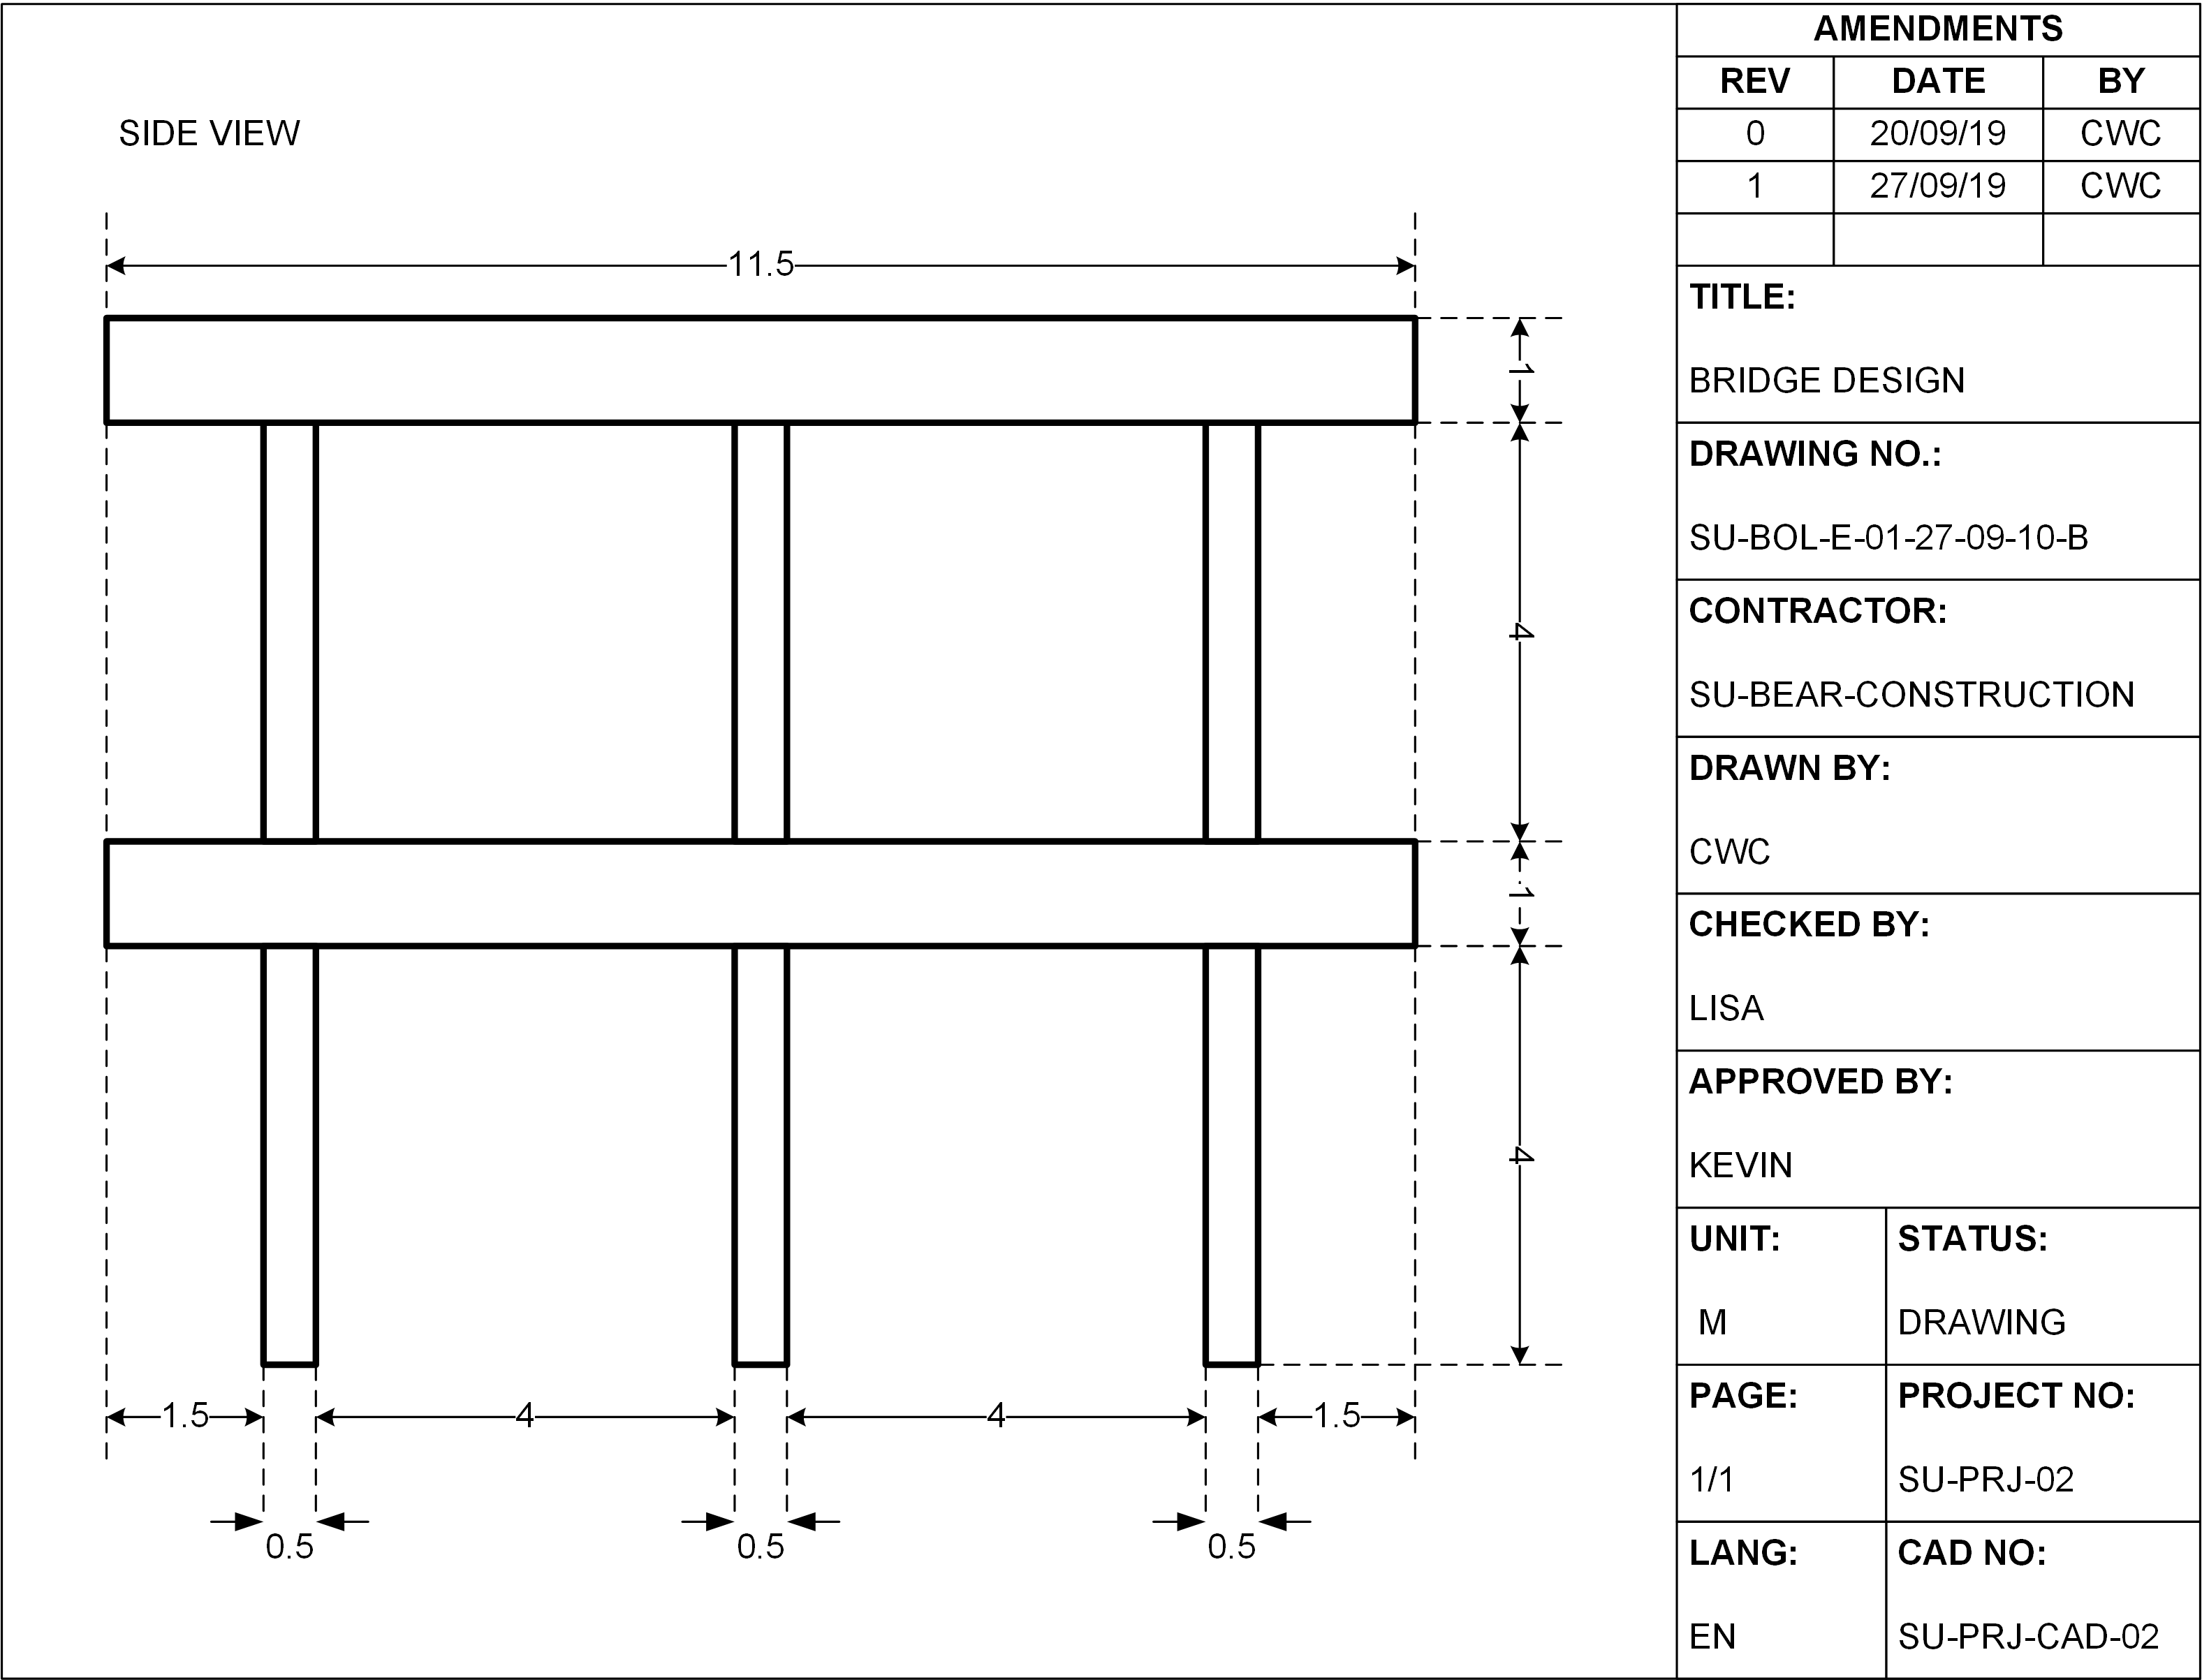 SIDE VIEW
11.5
1
4
1
4
1.5 4 4 1.5
0.5 0.5 0.5
AMENDMENTS
REV DATE BY
0 20/09/19 CWC
1 27/09/19 CWC
TITLE:
BRIDGE DESIGN
DRAWING NO.:
SU-BOL-E-01-27-09-10-B
CONTRACTOR:
SU-BEAR-CONSTRUCTION
DRAWN BY:
CWC
CHECKED BY:
LISA
APPROVED BY:
KEVIN
UNIT: STATUS:
M DRAWING
PAGE: PROJECT NO:
1/1 SU-PRJ-02
LANG: CAD NO:
EN SU-PRJ-CAD-02